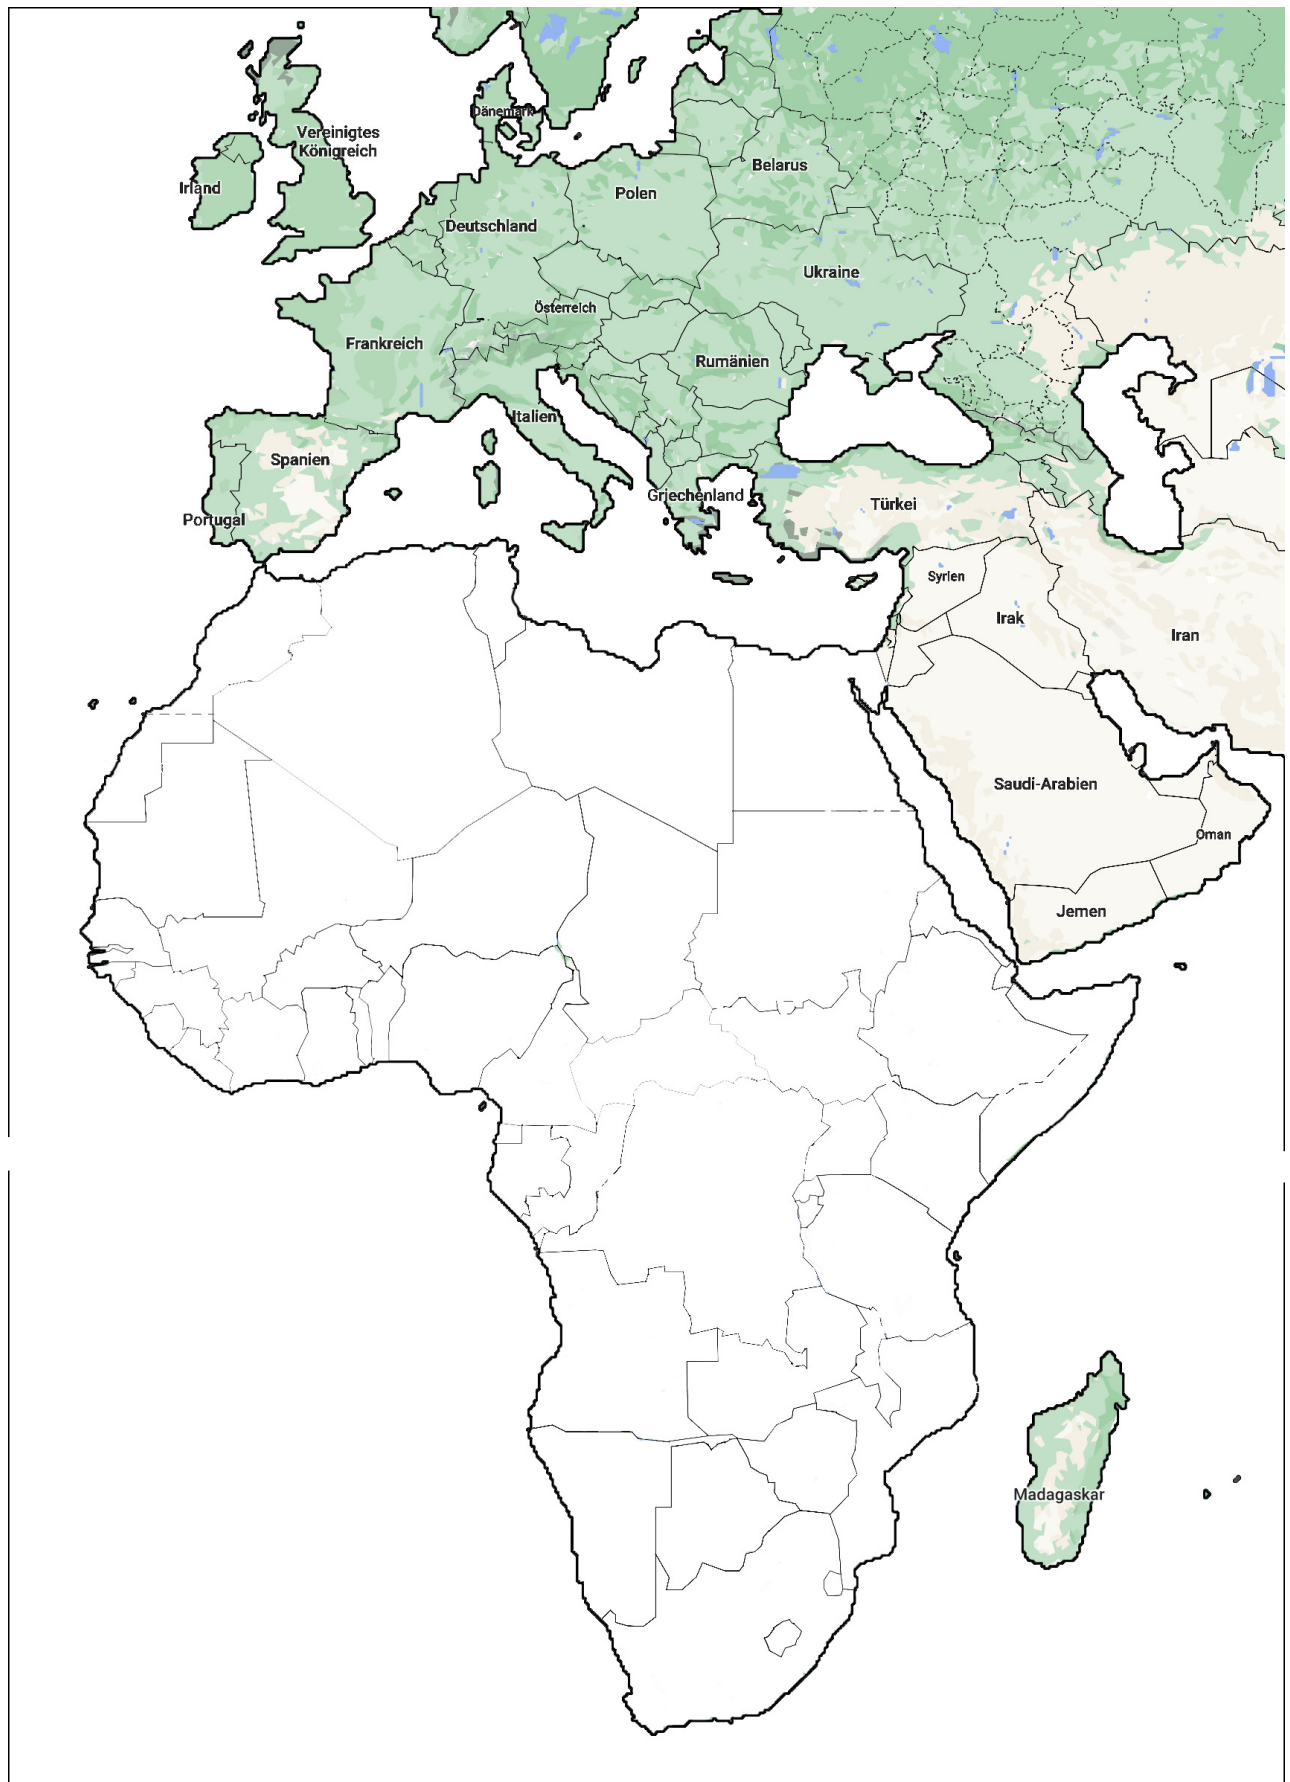 Dänemark
Vereinigtes
Königreich
Irland
Belarus
Polen
Deutschland
Ukraine
Österreich
Frankreich
Rumänien
Italien
Spanien
Griechenland
Türkei
Portugal
Syrien
Irak
Iran
Saudi-Arabien
Oman
Jemen
Madagaskar